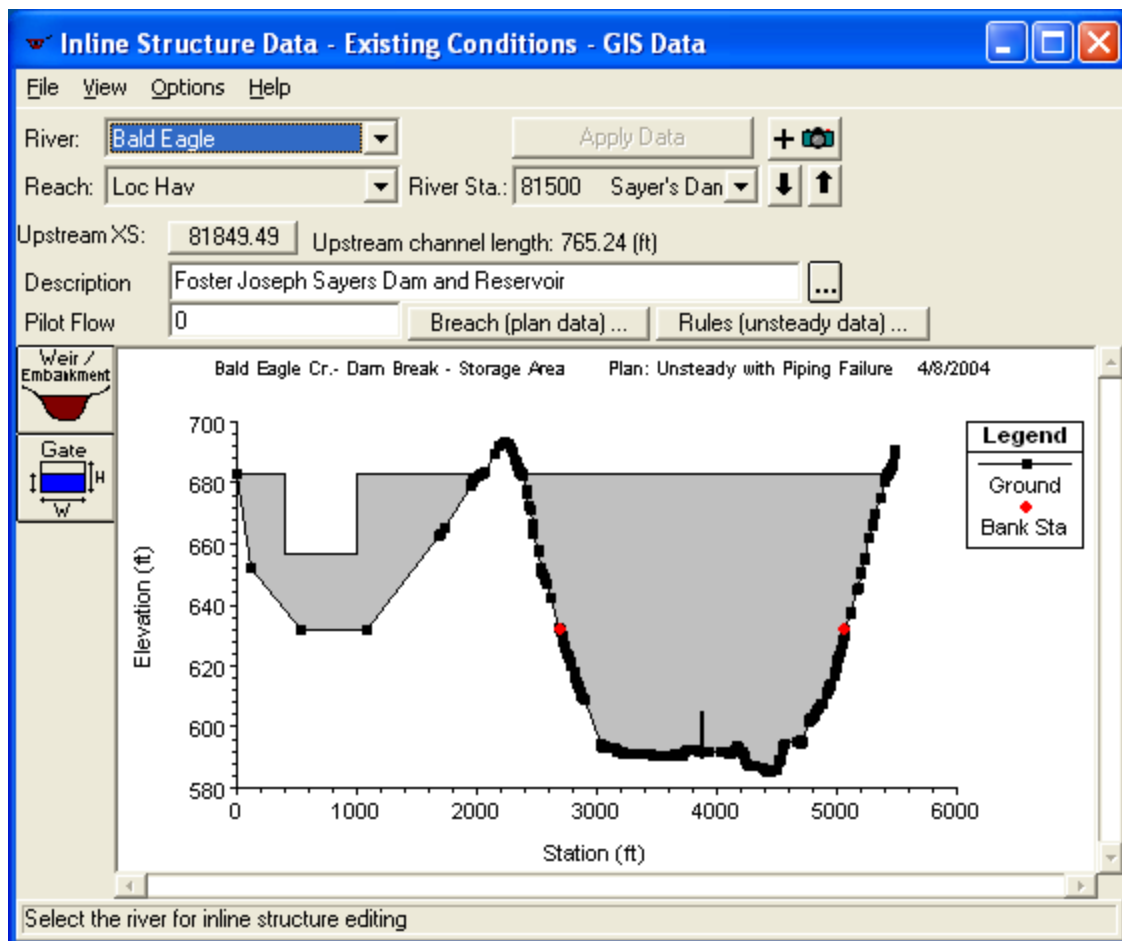 Inline Structure Data - Existing Conditions - GIS Data
File View Options Help
River: Bald Eagle Apply Data +
Reach: Loc Hav River Sta.: 81500 Sayer's Dan
Upstream XS: 81849.49 Upstream channel length: 765.24 (ft)
Description Foster Joseph Sayers Dam and Reservoir ...
Pilot Flow 0 Breach (plan data) ... Rules (unsteady data) ...
Weir / Embankment
Gate
H
W
Bald Eagle Cr.- Dam Break - Storage Area Plan: Unsteady with Piping Failure 4/8/2004
700
680
660
640
620
600
580
Elevation (ft)
0 1000 2000 3000 4000 5000 6000
Station (ft)
Legend
Ground
Bank Sta
Select the river for inline structure editing